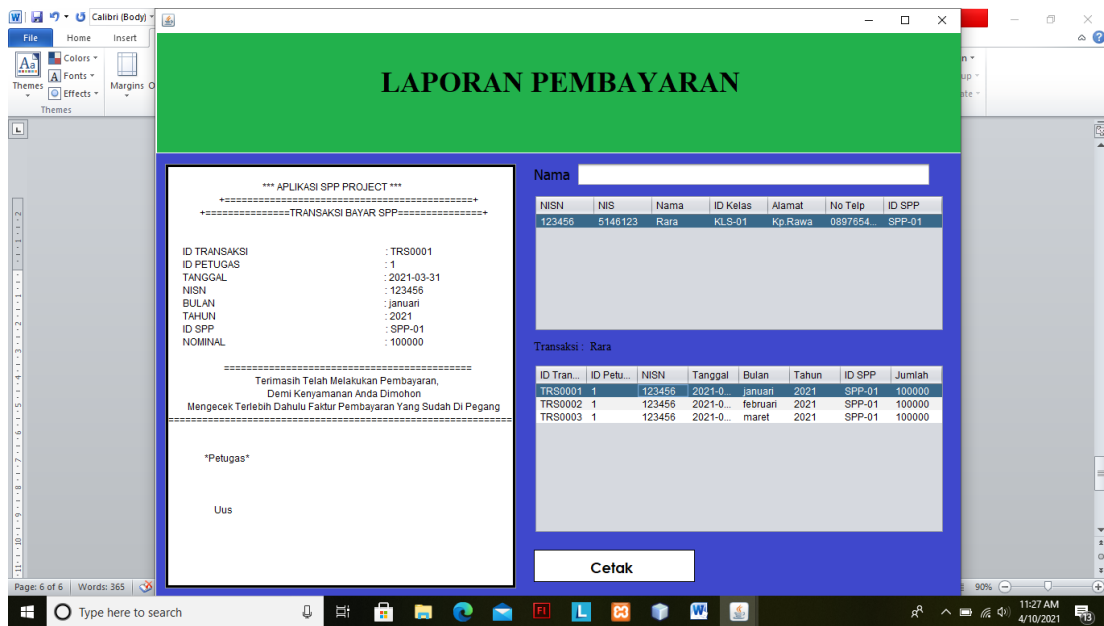 Calibri (Body)
File Home Insert
Themes
Colors
Fonts
Effects
Margins
Themes
LAPORAN PEMBAYARAN
*** APLIKASI SPP PROJECT ***
+===========================================+
+===============TRANSAKSI BAYAR SPP===============+
ID TRANSAKSI : TRS0001
ID PETUGAS : 1
TANGGAL : 2021-03-31
NISN : 123456
BULAN : januari
TAHUN : 2021
ID SPP : SPP-01
NOMINAL : 100000
===========================================
Terimasih Telah Melakukan Pembayaran,
Demi Kenyamanan Anda Dimohon
Mengecek Terlebih Dahulu Faktur Pembayaran Yang Sudah Di Pegang
============================================================
*Petugas*
Uus
Nama
NISN NIS Nama ID Kelas Alamat No Telp ID SPP
123456 5146123 Rara KLS-01 Kp.Rawa 0897654... SPP-01
Transaksi : Rara
ID Tran... ID Petu... NISN Tanggal Bulan Tahun ID SPP Jumlah
TRS0001 1 123456 2021-0... januari 2021 SPP-01 100000
TRS0002 1 123456 2021-0... februari 2021 SPP-01 100000
TRS0003 1 123456 2021-0... maret 2021 SPP-01 100000
Cetak
Page: 6 of 6 Words: 365 90%
Type here to search
11:27 AM
4/10/2021
13